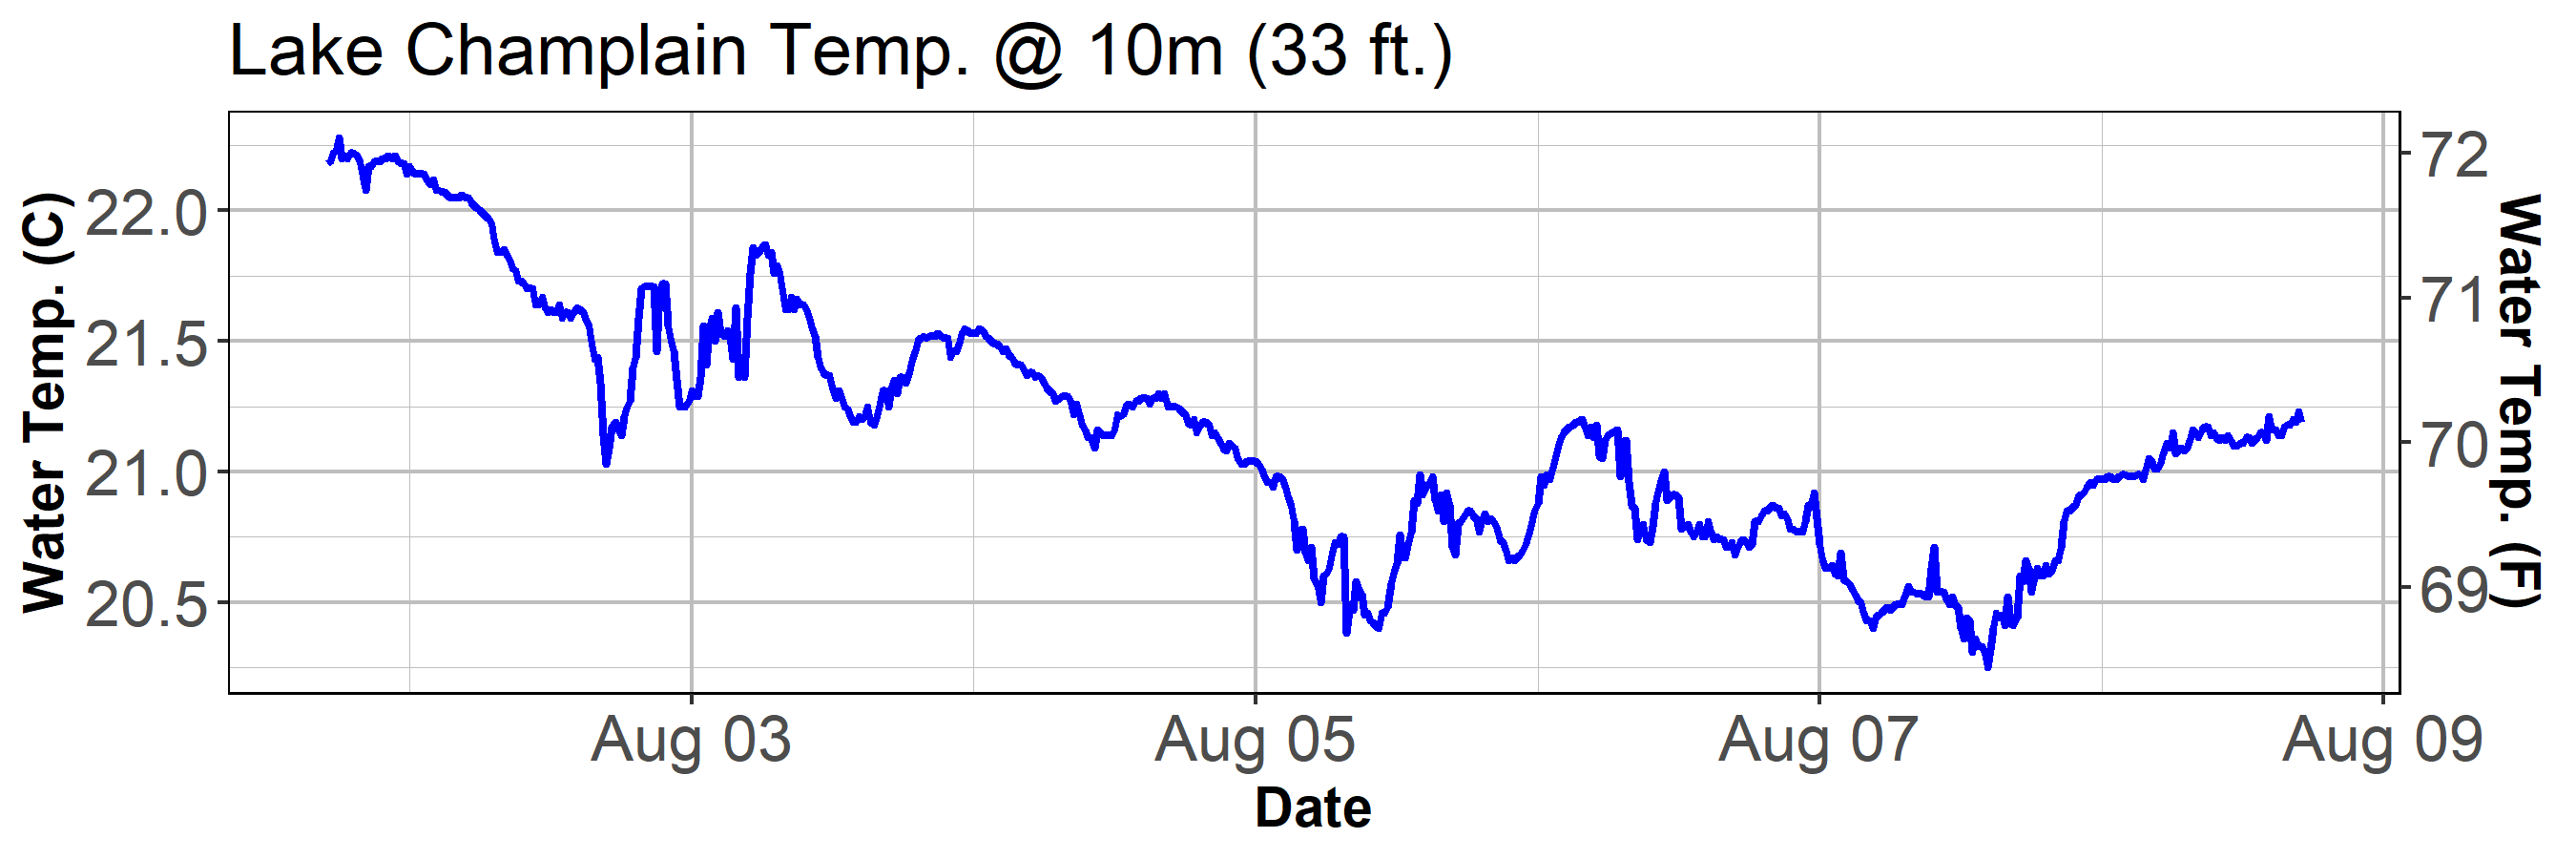 Lake Champlain Temp. @ 10m (33 ft.)
Water Temp. (C)
22.0
21.5
21.0
20.5
72
71
70
69
Water Temp. (F)
Aug 03
Aug 05
Aug 07
Aug 09
Date